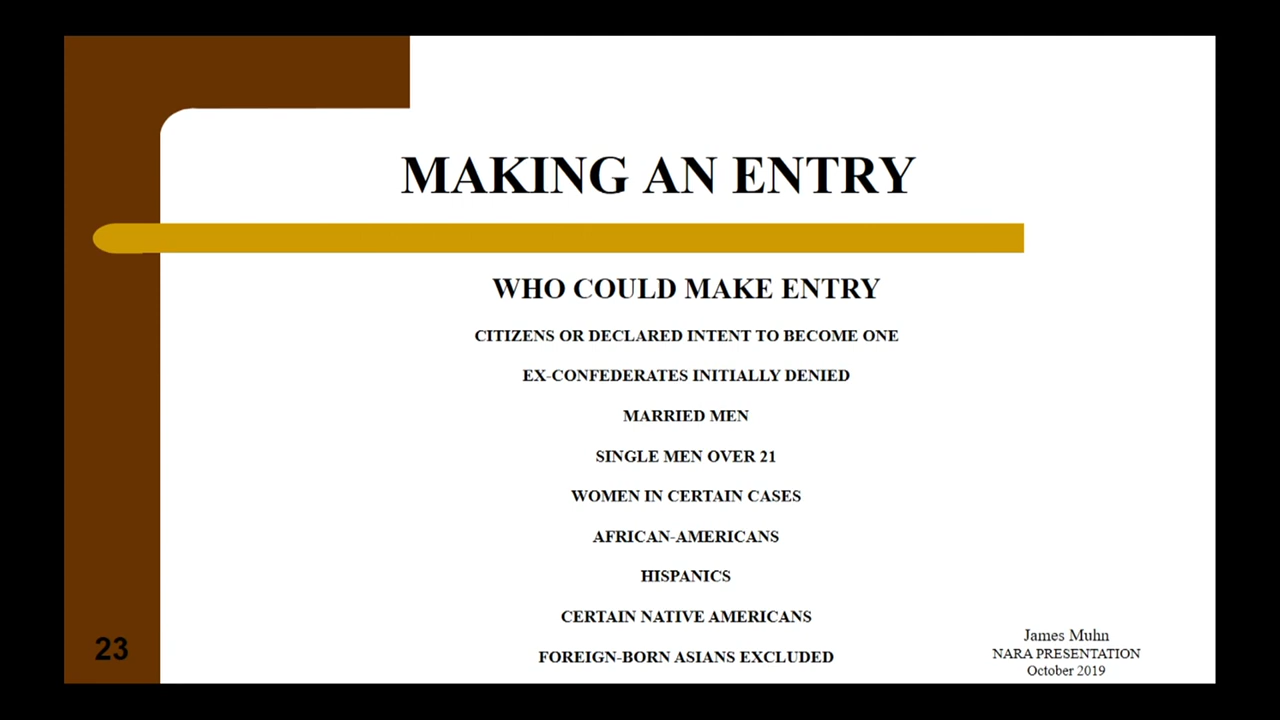 MAKING AN ENTRY
WHO COULD MAKE ENTRY
CITIZENS OR DECLARED INTENT TO BECOME ONE
EX-CONFEDERATES INITIALLY DENIED
MARRIED MEN
SINGLE MEN OVER 21
WOMEN IN CERTAIN CASES
AFRICAN-AMERICANS
HISPANICS
CERTAIN NATIVE AMERICANS
FOREIGN-BORN ASIANS EXCLUDED
23
James Muhn
NARA PRESENTATION
October 2019